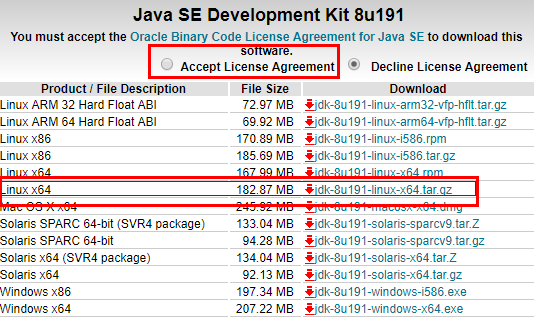 Java SE Development Kit 8u191
You must accept the Oracle Binary Code License Agreement for Java SE to download this
software.
Accept License Agreement Decline License Agreement
Product / File Description File Size Download
Linux ARM 32 Hard Float ABI 72.97 MB jdk-8u191-linux-arm32-vfp-hflt.tar.gz
Linux ARM 64 Hard Float ABI 69.92 MB jdk-8u191-linux-arm64-vfp-hflt.tar.gz
Linux x86 170.89 MB jdk-8u191-linux-i586.rpm
Linux x86 185.69 MB jdk-8u191-linux-i586.tar.gz
Linux x64 167.99 MB jdk-8u191-linux-x64.rpm
Linux x64 182.87 MB jdk-8u191-linux-x64.tar.gz
Mac OS X x64 245.92 MB jdk-8u191-macosx-x64.dmg
Solaris SPARC 64-bit (SVR4 package) 133.04 MB jdk-8u191-solaris-sparcv9.tar.Z
Solaris SPARC 64-bit 94.28 MB jdk-8u191-solaris-sparcv9.tar.gz
Solaris x64 (SVR4 package) 134.04 MB jdk-8u191-solaris-x64.tar.Z
Solaris x64 92.13 MB jdk-8u191-solaris-x64.tar.gz
Windows x86 197.34 MB jdk-8u191-windows-i586.exe
Windows x64 207.22 MB jdk-8u191-windows-x64.exe